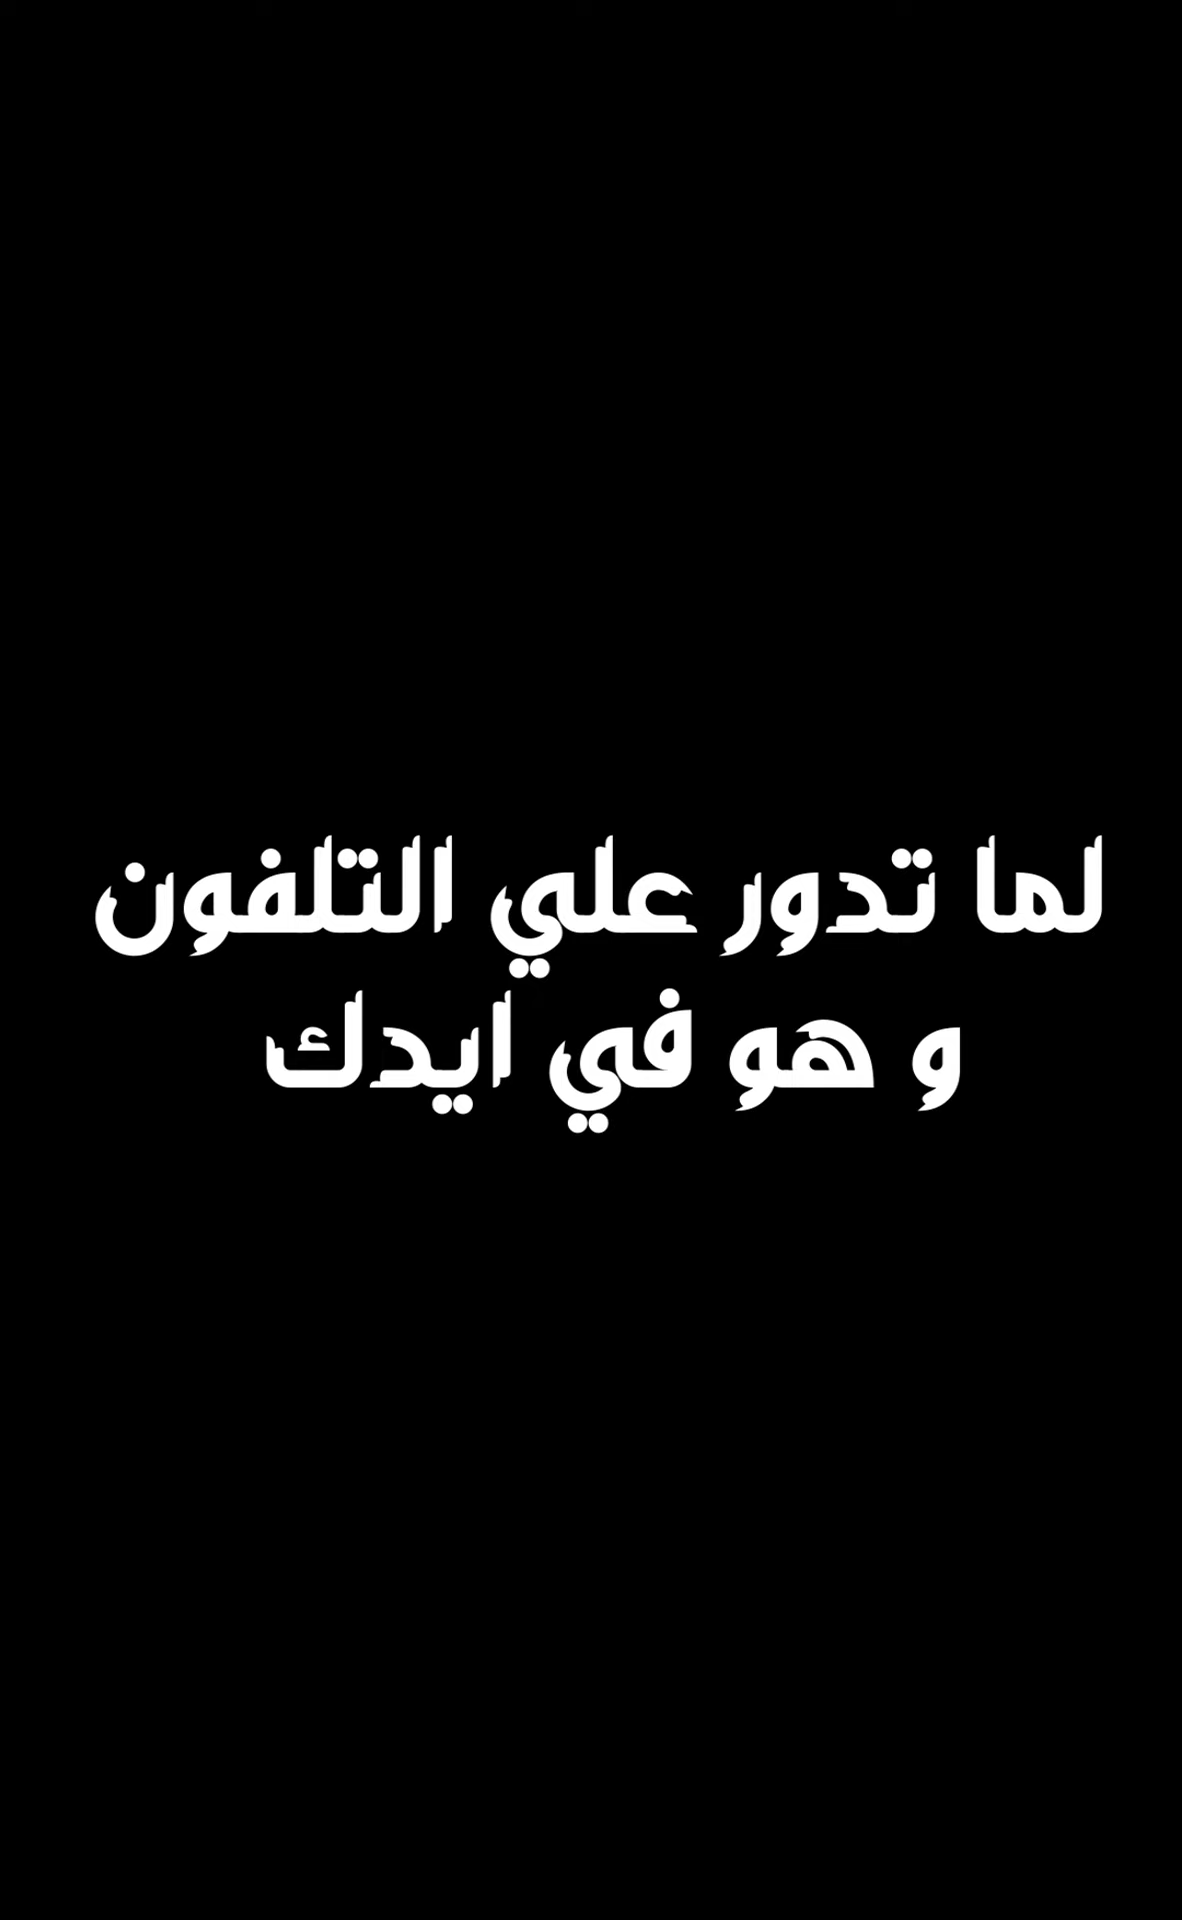 لما تدور علي التلفون
و هو في ايدك